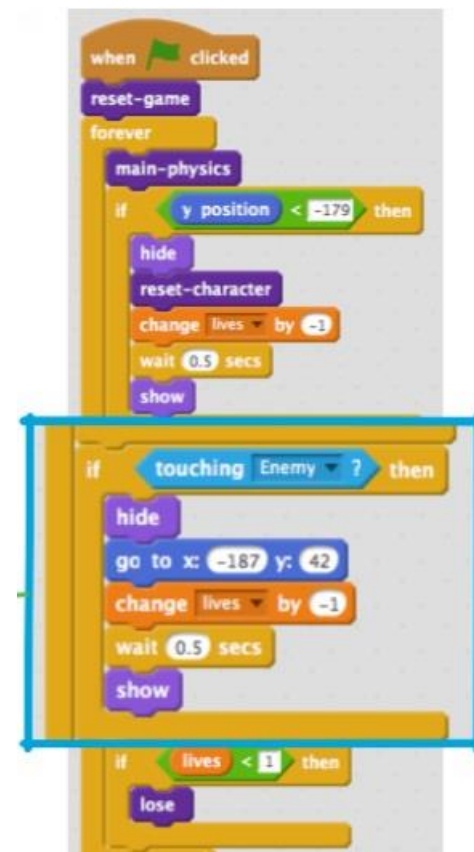 when clicked
reset-game
forever
main-physics
if y position < -179 then
hide
reset-character
change lives by -1
wait 0.5 secs
show
if touching Enemy ? then
hide
go to x: -187 y: 42
change lives by -1
wait 0.5 secs
show
if lives < 1 then
lose